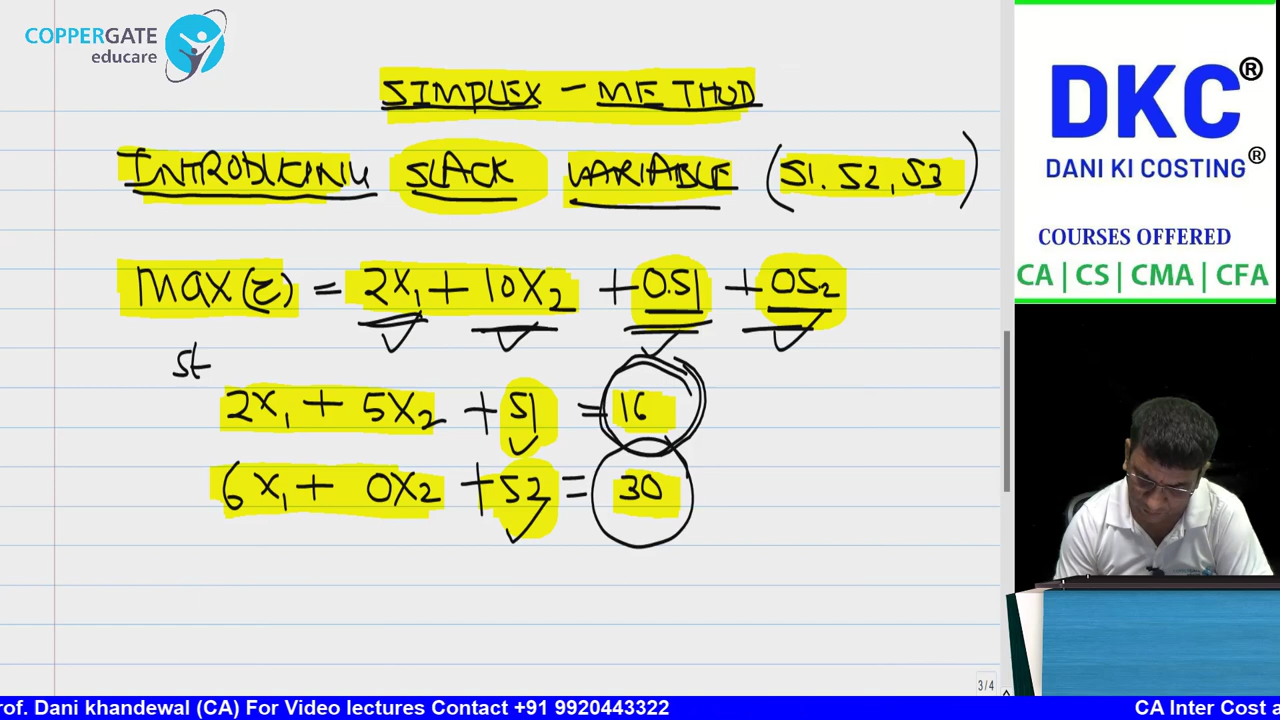 COPPERGATE
educare
SIMPLEX - METHOD
INTRODUCING SLACK VARIABLE (S1. S2, S3)
MAX(Z) = 2X₁ + 10X₂ + 0.S1 + 0S₂
St
2X₁ + 5X₂ + S1 = 16
6X₁ + 0X₂ + S2 = 30
3/4
DKC®
DANI KI COSTING®
COURSES OFFERED
CA | CS | CMA | CFA
rof. Dani khandewal (CA) For Video lectures Contact +91 9920443322
CA Inter Cost a